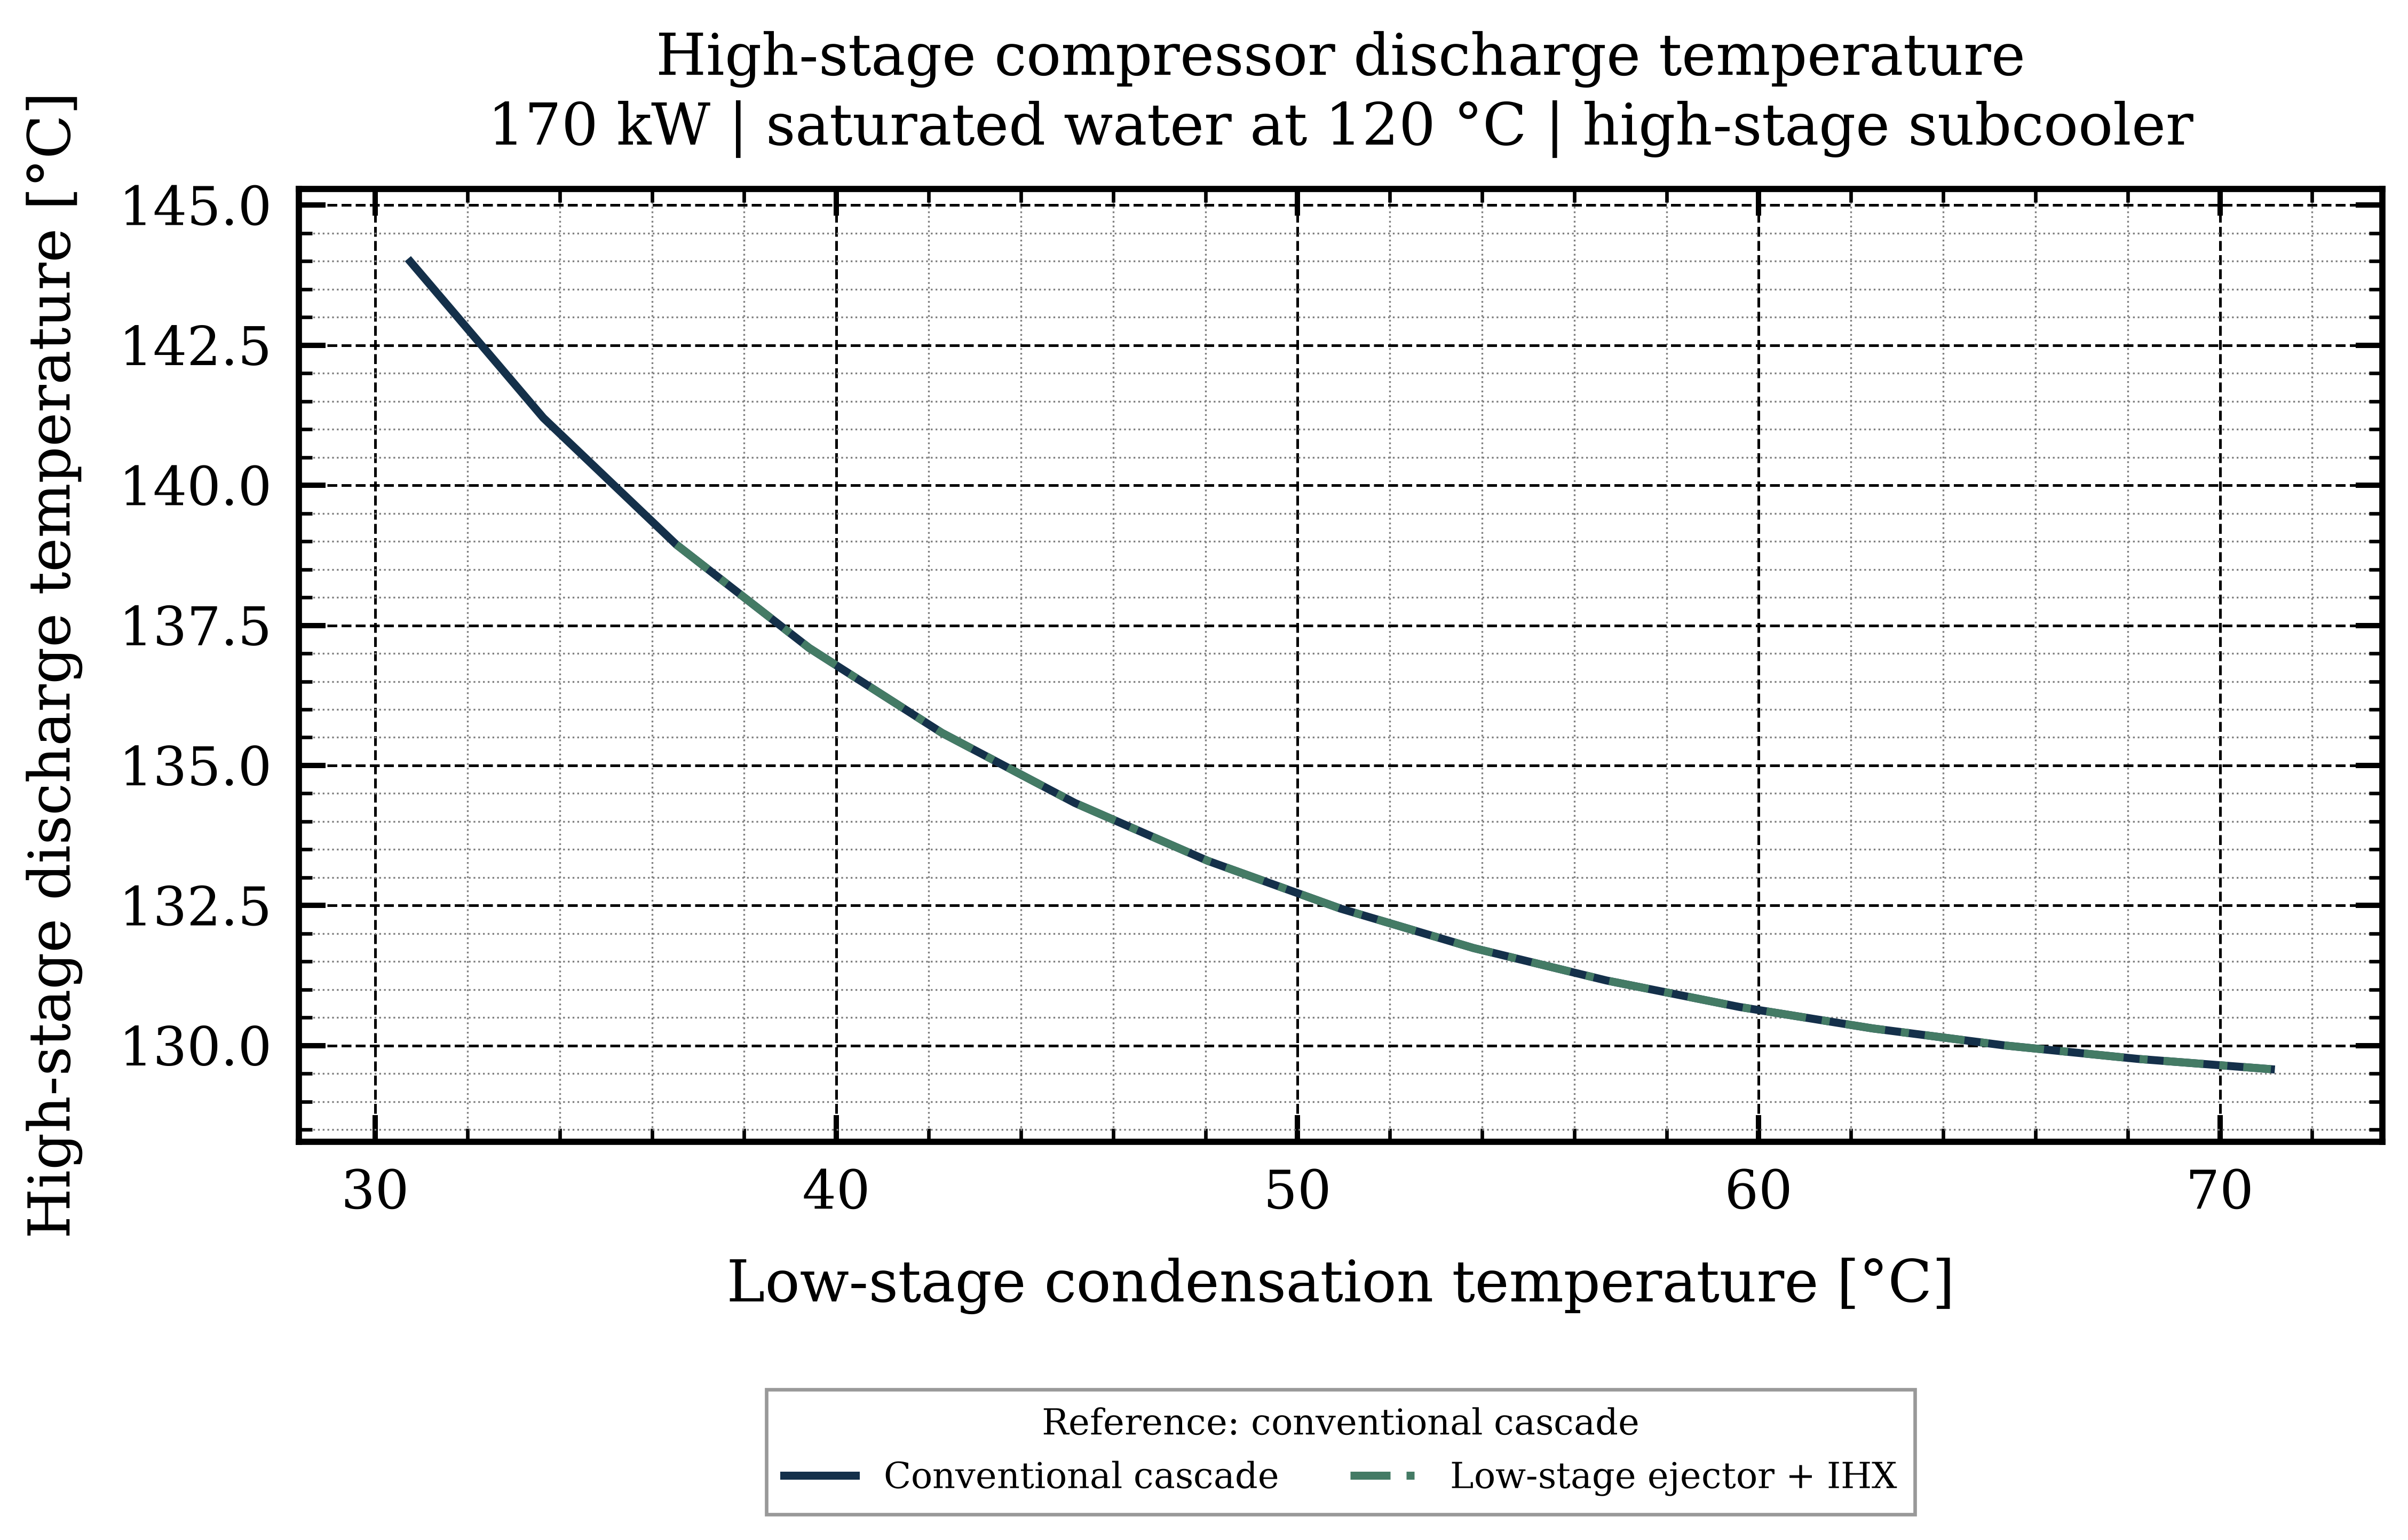 High-stage compressor discharge temperature
170 kW | saturated water at 120 °C | high-stage subcooler
High-stage discharge temperature [°C]
145.0
142.5
140.0
137.5
135.0
132.5
130.0
30 40 50 60 70
Low-stage condensation temperature [°C]
Reference: conventional cascade
Conventional cascade Low-stage ejector + IHX